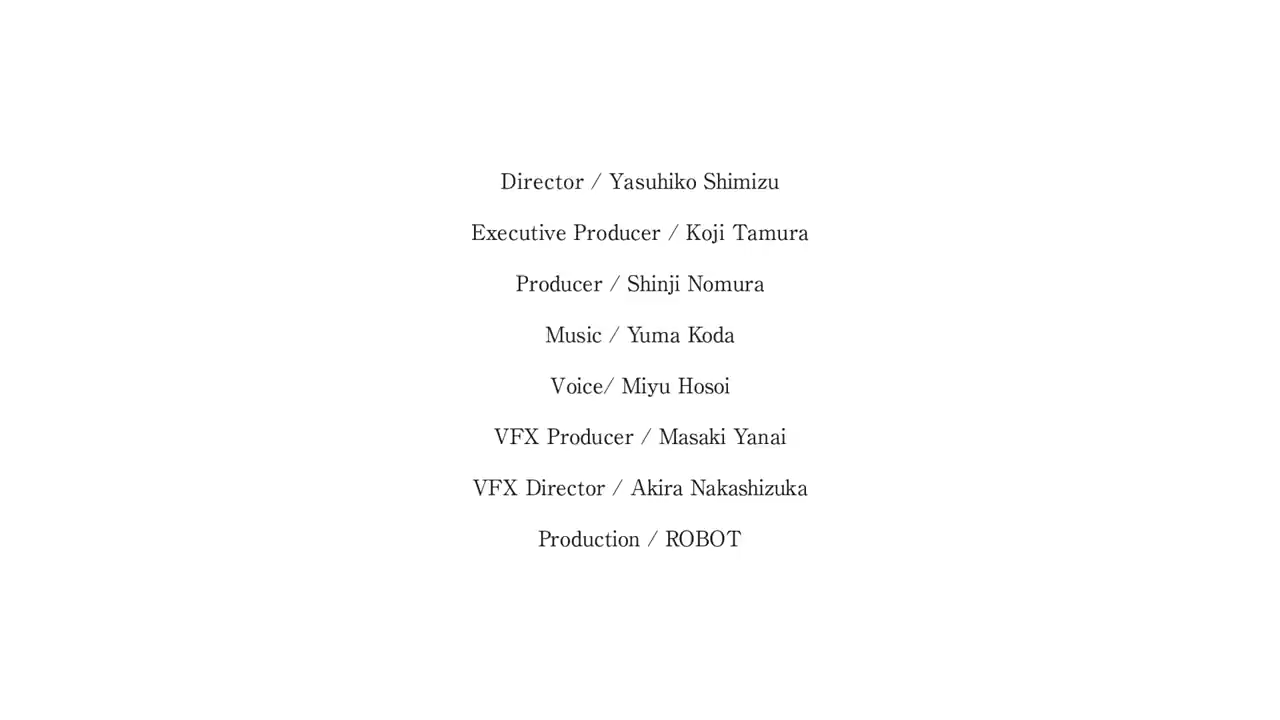 Director / Yasuhiko Shimizu
Executive Producer / Koji Tamura
Producer / Shinji Nomura
Music / Yuma Koda
Voice/ Miyu Hosoi
VFX Producer / Masaki Yanai
VFX Director / Akira Nakashizuka
Production / ROBOT